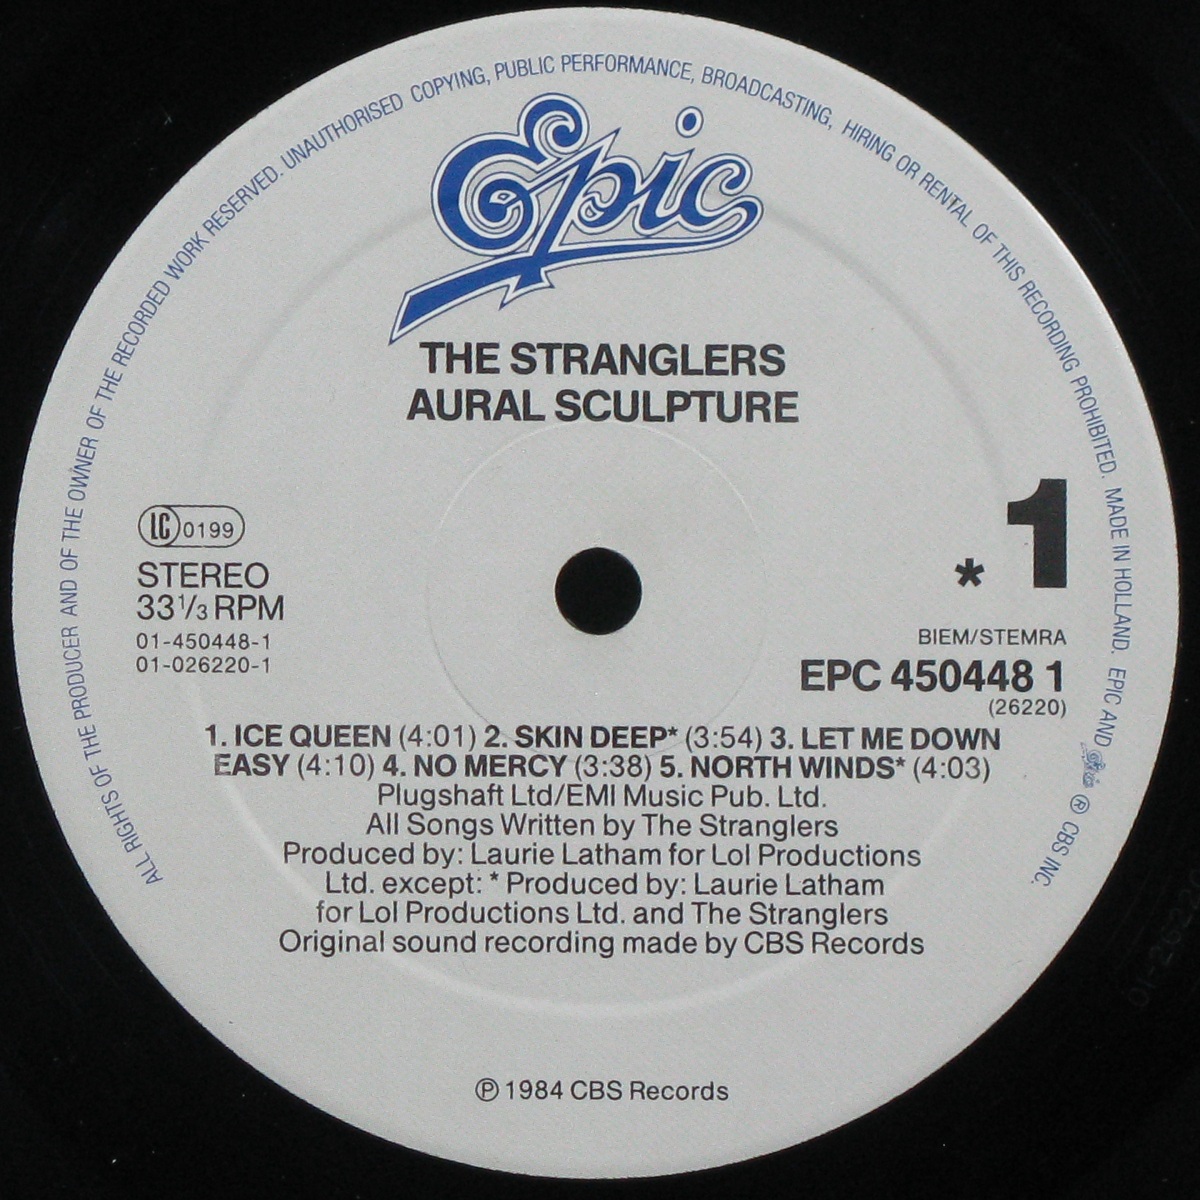 ALL RIGHTS OF THE PRODUCER AND OF THE OWNER OF THE RECORDED WORK RESERVED. UNAUTHORISED COPYING, PUBLIC PERFORMANCE, BROADCASTING, HIRING OR RENTAL OF THIS RECORDING PROHIBITED. MADE IN HOLLAND. EPIC AND Epic ® CBS INC.
Epic
THE STRANGLERS
AURAL SCULPTURE
LC 0199
STEREO
33 1/3 RPM
01-450448-1
01-026220-1
* 1
BIEM/STEMRA
EPC 450448 1
(26220)
1. ICE QUEEN (4:01) 2. SKIN DEEP* (3:54) 3. LET ME DOWN
EASY (4:10) 4. NO MERCY (3:38) 5. NORTH WINDS* (4:03)
Plugshaft Ltd/EMI Music Pub. Ltd.
All Songs Written by The Stranglers
Produced by: Laurie Latham for Lol Productions
Ltd. except: * Produced by: Laurie Latham
for Lol Productions Ltd. and The Stranglers
Original sound recording made by CBS Records
℗ 1984 CBS Records